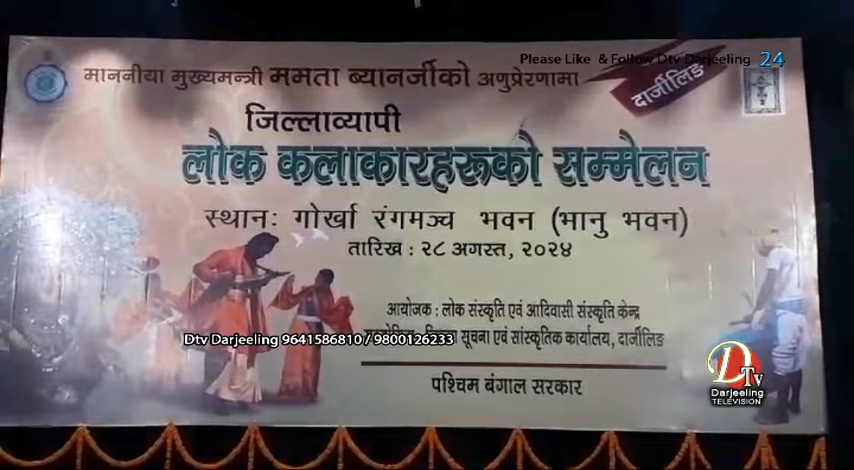 Please Like & Follow Dtv Darjeeling 24
माननीया मुख्यमन्त्री ममता ब्यानर्जीको अणुप्रेरणामा
दार्जीलिङ
जिल्लाव्यापी
लोक कलाकारहरूको सम्मेलन
स्थानः गोर्खा रंगमञ्च भवन (भानु भवन)
तारिख : २८ अगस्त, २०२४
आयोजक : लोक संस्कृति एवं आदिवासी संस्कृति केन्द्र
सूचना एवं सांस्कृतिक कार्यालय, दार्जीलिङ
Dtv Darjeeling 9641586810 / 9800126233
पश्चिम बंगाल सरकार
DTv
Darjeeling
TELEVISION